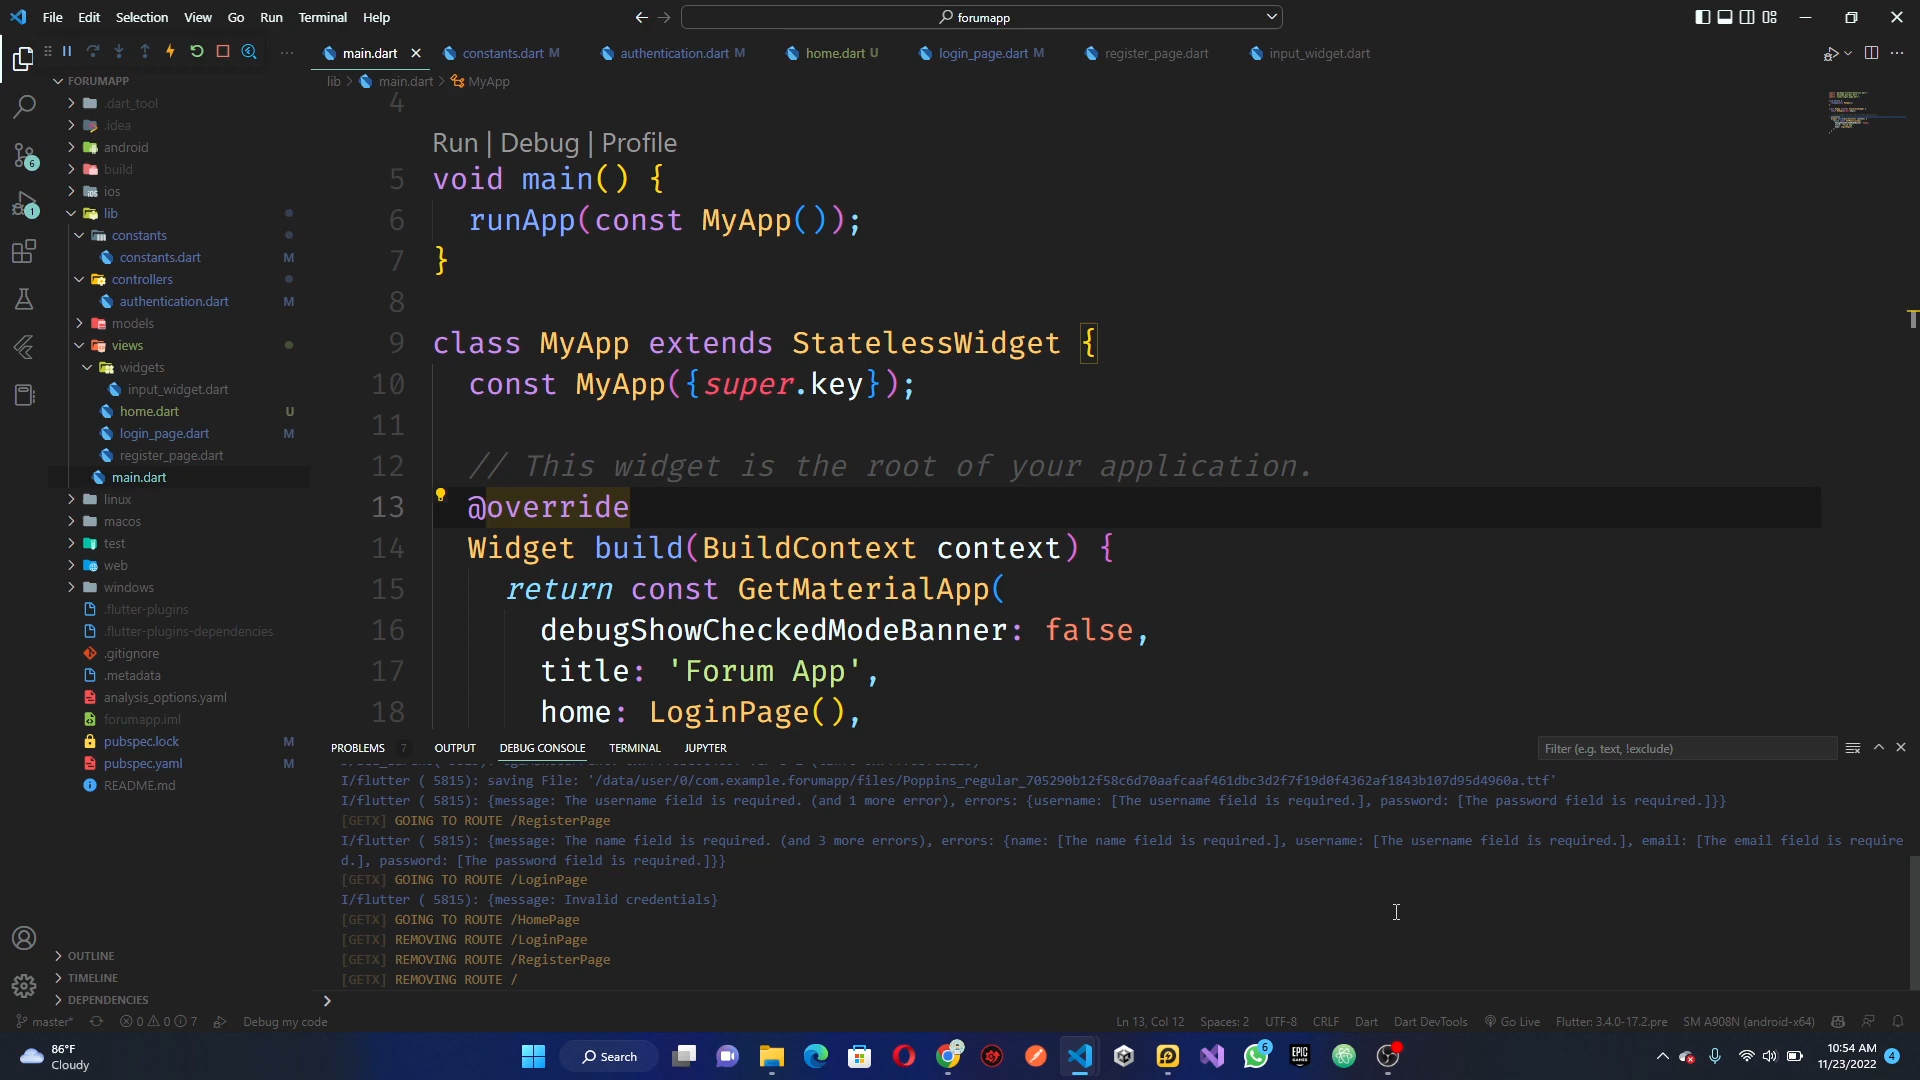 File Edit Selection View Go Run Terminal Help
forumapp
main.dart
constants.dart M
authentication.dart M
home.dart U
login_page.dart M
register_page.dart
input_widget.dart
lib > main.dart > MyApp
FORUMAPP
.dart_tool
.idea
android
build
ios
lib
constants
constants.dart M
controllers
authentication.dart M
models
views
widgets
input_widget.dart
home.dart U
login_page.dart M
register_page.dart
main.dart
linux
macos
test
web
windows
.flutter-plugins
.flutter-plugins-dependencies
.gitignore
.metadata
analysis_options.yaml
forumapp.iml
pubspec.lock M
pubspec.yaml M
README.md
OUTLINE
TIMELINE
DEPENDENCIES
6
1
4
Run | Debug | Profile
5 void main() {
6 runApp(const MyApp());
7 }
8
9 class MyApp extends StatelessWidget {
10 const MyApp({super.key});
11
12 // This widget is the root of your application.
13 @override
14 Widget build(BuildContext context) {
15 return const GetMaterialApp(
16 debugShowCheckedModeBanner: false,
17 title: 'Forum App',
18 home: LoginPage(),
PROBLEMS 7 OUTPUT DEBUG CONSOLE TERMINAL JUPYTER
Filter (e.g. text, !exclude)
I/flutter ( 5815): saving File: '/data/user/0/com.example.forumapp/files/Poppins_regular_705290b12f58c6d70aafcaaf461dbc3d2f7f19d0f4362af1843b107d95d4960a.ttf'
I/flutter ( 5815): {message: The username field is required. (and 1 more error), errors: {username: [The username field is required.], password: [The password field is required.]}}
[GETX] GOING TO ROUTE /RegisterPage
I/flutter ( 5815): {message: The name field is required. (and 3 more errors), errors: {name: [The name field is required.], username: [The username field is required.], email: [The email field is require
d.], password: [The password field is required.]}}
[GETX] GOING TO ROUTE /LoginPage
I/flutter ( 5815): {message: Invalid credentials}
[GETX] GOING TO ROUTE /HomePage
[GETX] REMOVING ROUTE /LoginPage
[GETX] REMOVING ROUTE /RegisterPage
[GETX] REMOVING ROUTE /
master* 0 0 7 Debug my code
Ln 13, Col 12 Spaces: 2 UTF-8 CRLF Dart Dart DevTools Go Live Flutter: 3.4.0-17.2.pre SM A908N (android-x64)
86°F
Cloudy
Search
6
EPIC GAMES
10:54 AM
11/23/2022
4